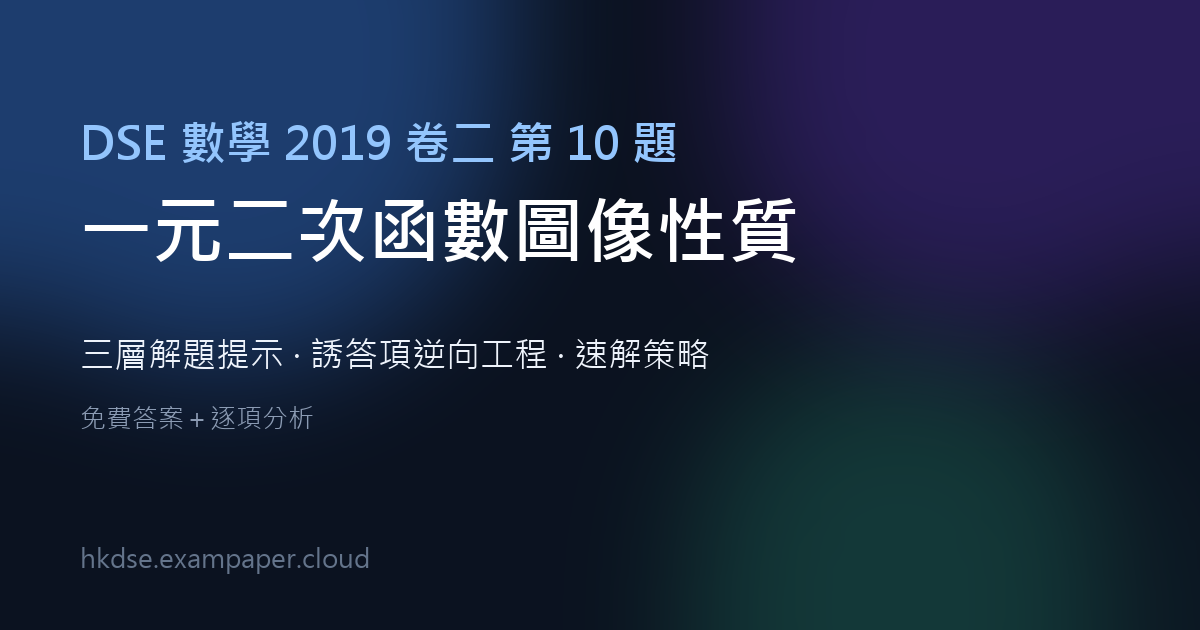 DSE 數學 2019 卷二 第 10 題
一元二次函數圖像性質
三層解題提示 · 誘答項逆向工程 · 速解策略
免費答案 + 逐項分析
hkdse.exampaper.cloud